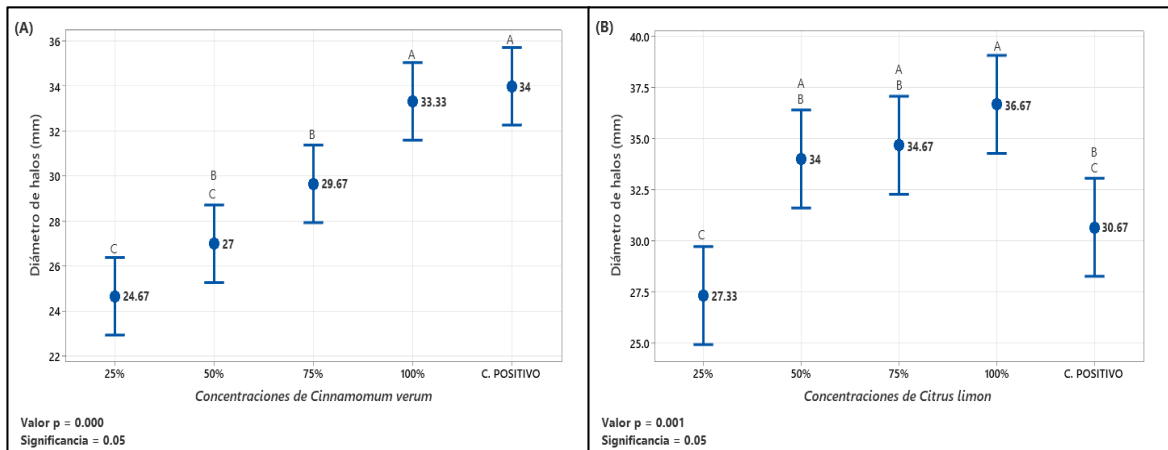 (A)
Diámetro de halos (mm)
36
34
32
30
28
26
24
22
C
24.67
B
C
27
B
29.67
A
33.33
A
34
25%
50%
75%
100%
C. POSITIVO
Concentraciones de Cinnamomum verum
Valor p = 0.000
Significancia = 0.05
(B)
Diámetro de halos (mm)
40.0
37.5
35.0
32.5
30.0
27.5
25.0
C
27.33
A
B
34
A
B
34.67
A
36.67
B
C
30.67
25%
50%
75%
100%
C. POSITIVO
Concentraciones de Citrus limon
Valor p = 0.001
Significancia = 0.05